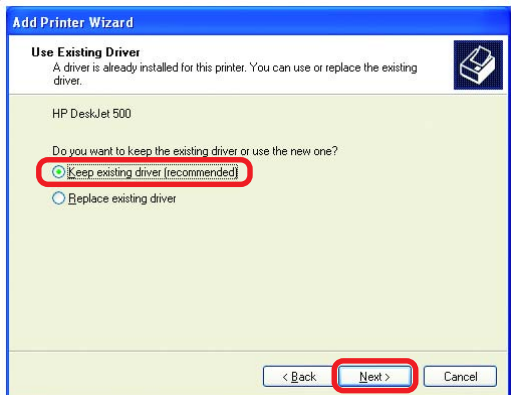 Add Printer Wizard
Use Existing Driver
A driver is already installed for this printer. You can use or replace the existing
driver.
HP DeskJet 500
Do you want to keep the existing driver or use the new one?
Keep existing driver (recommended)
Replace existing driver
< Back
Next >
Cancel